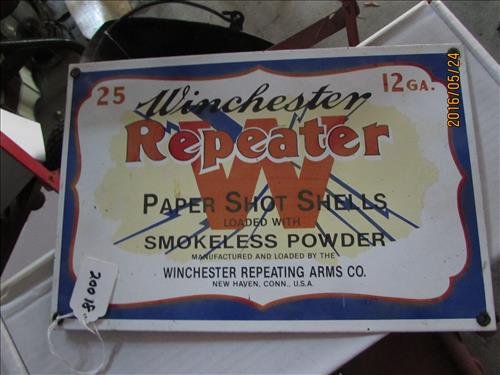 25
12 GA.
Winchester
Repeater
W
PAPER SHOT SHELLS
LOADED WITH
SMOKELESS POWDER
MANUFACTURED AND LOADED BY THE
WINCHESTER REPEATING ARMS CO.
NEW HAVEN, CONN., U.S.A.
2016/05/24